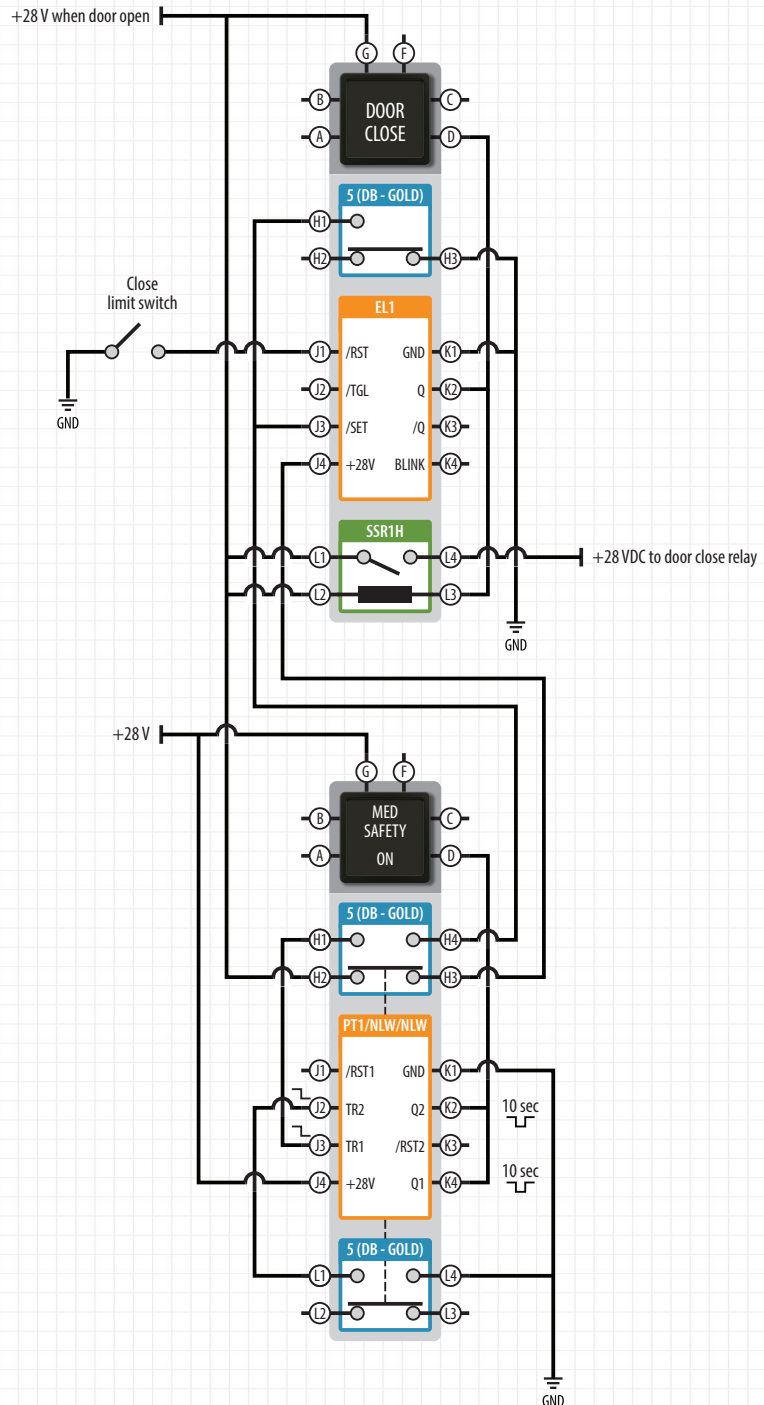 +28 V when door open
G F
B DOOR CLOSE C
A D
5 (DB - GOLD)
H1
H2 H3
Close
limit switch
EL1
J1 /RST GND K1
J2 /TGL Q K2
J3 /SET /Q K3
J4 +28V BLINK K4
GND
SSR1H
L1 L4 +28 VDC to door close relay
L2 L3
GND
+28 V
G F
B MED SAFETY C
A ON D
5 (DB - GOLD)
H1 H4
H2 H3
PT1/NLW/NLW
J1 /RST1 GND K1
J2 TR2 Q2 K2 10 sec
J3 TR1 /RST2 K3
J4 +28V Q1 K4 10 sec
5 (DB - GOLD)
L1 L4
L2 L3
GND